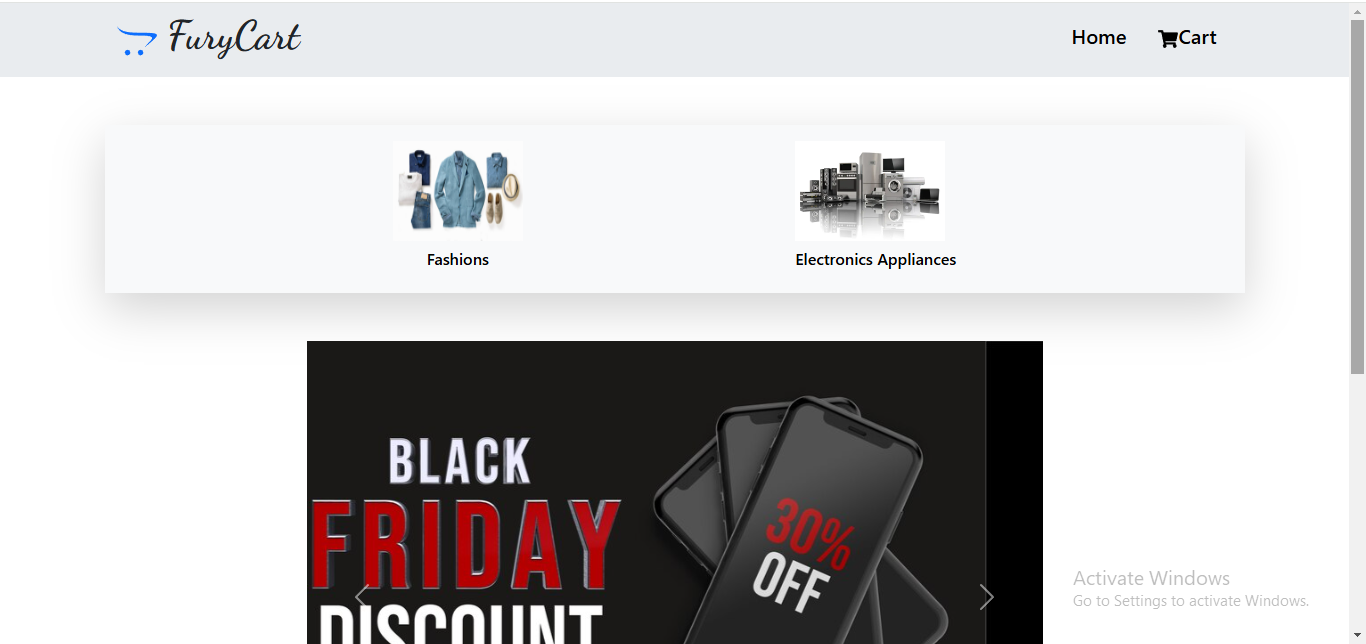 FuryCart
Home
Cart
Fashions
Electronics Appliances
BLACK
FRIDAY
DISCOUNT
30%
OFF
Activate Windows
Go to Settings to activate Windows.